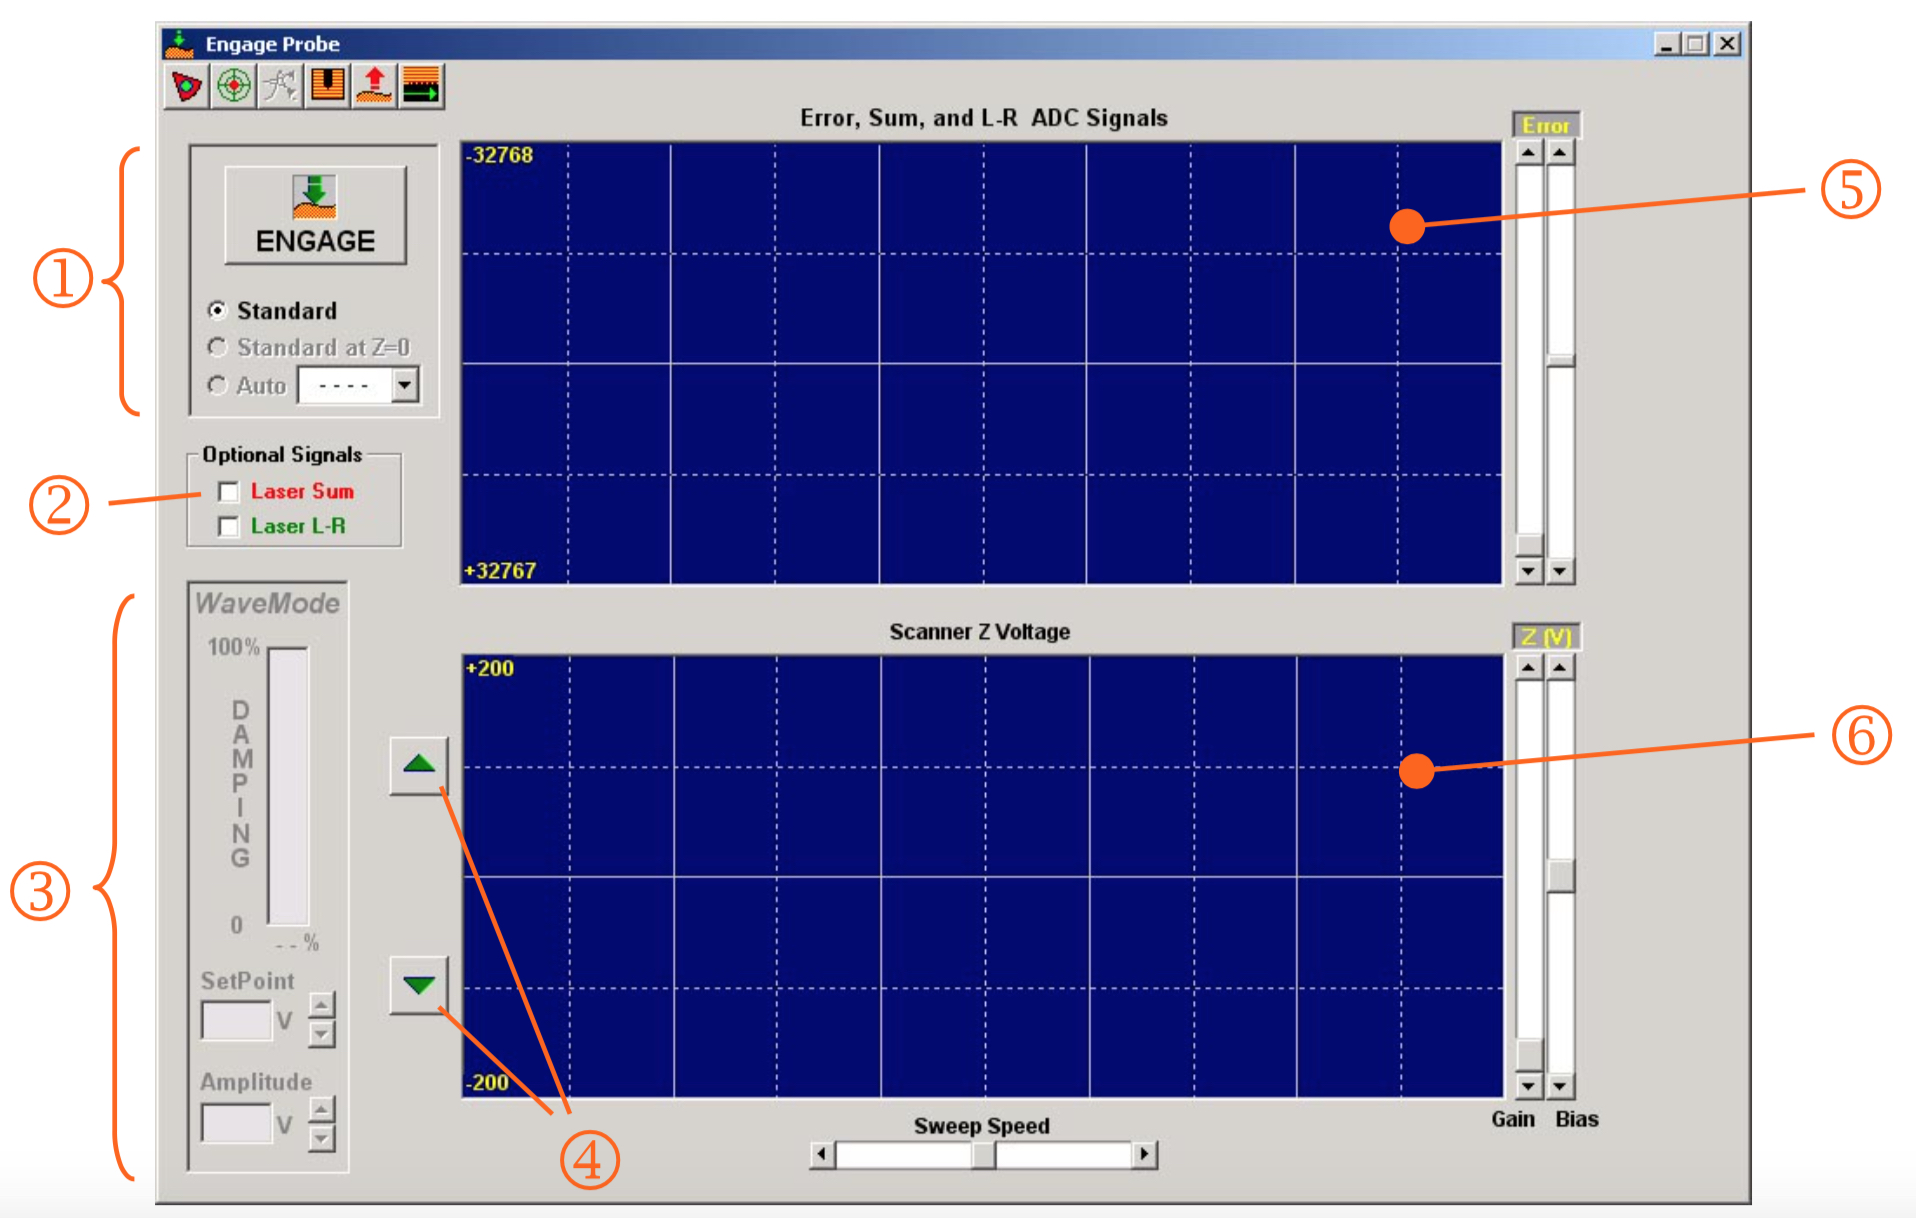 Engage Probe
Error, Sum, and L-R ADC Signals
Error
-32768
⑤
ENGAGE
①
Standard
Standard at Z=0
Auto - - - -
Optional Signals
②
Laser Sum
Laser L-R
+32767
WaveMode
Scanner Z Voltage
Z (V)
100%
+200
DAMPING
⑥
③
0
- - %
SetPoint
V
Amplitude
-200
V
Gain Bias
Sweep Speed
④